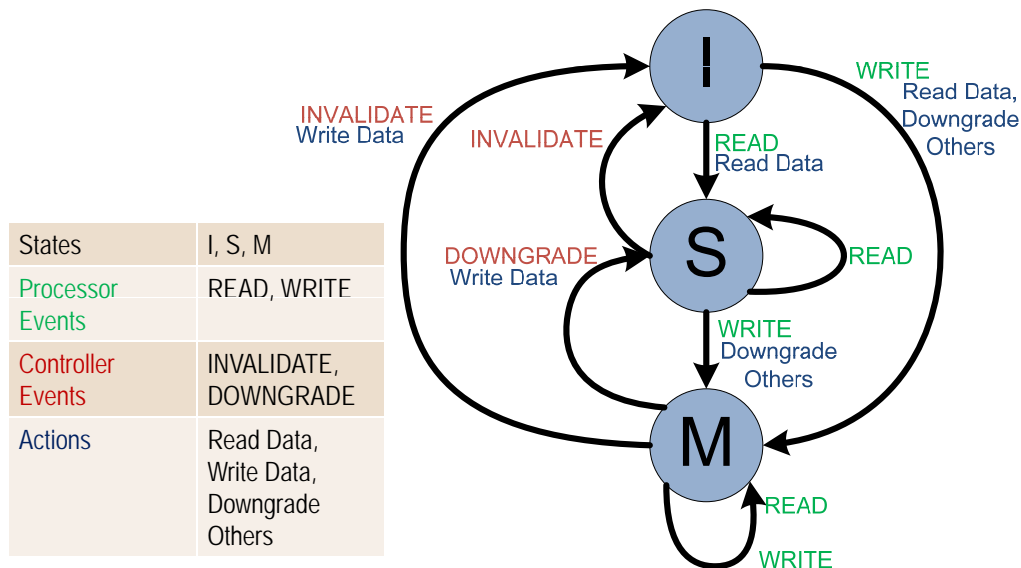 I
WRITE
Read Data,
Downgrade
Others
INVALIDATE
Write Data
INVALIDATE
READ
Read Data
States I, S, M
Processor READ, WRITE
Events
Controller INVALIDATE,
Events DOWNGRADE
Actions Read Data,
Write Data,
Downgrade
Others
S
DOWNGRADE
Write Data
READ
WRITE
Downgrade
Others
M
READ
WRITE